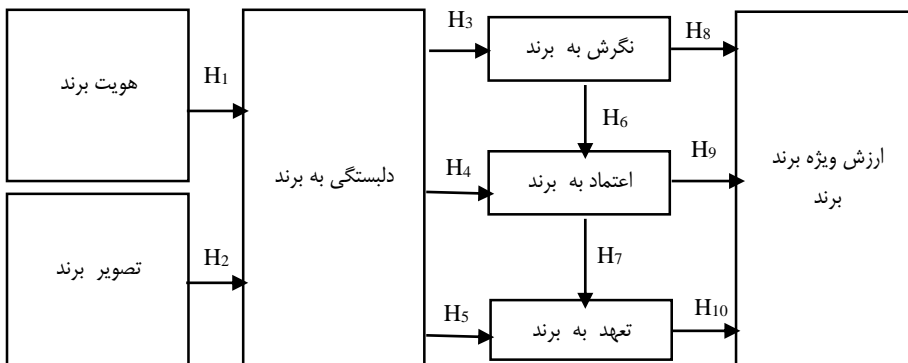 H3
H8
نگرش به برند
هویت برند
H1
H6
H9
ارزش ویژه برند
برند
دلبستگی به برند
H4
اعتماد به برند
تصویر برند
H2
H7
H5
H10
تعهد به برند